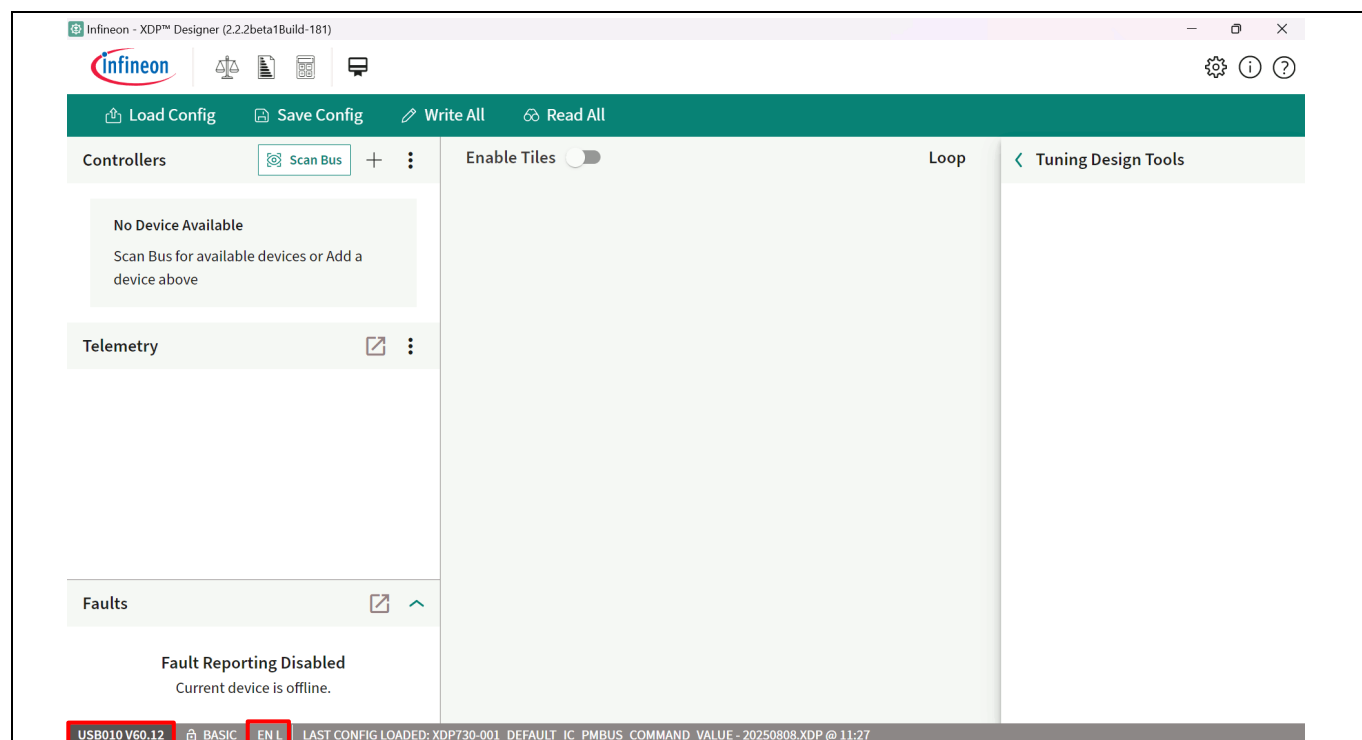 Infineon - XDP™ Designer (2.2.2beta1Build-181)
infineon
Load Config Save Config Write All Read All
Controllers Scan Bus
Enable Tiles Loop
Tuning Design Tools
No Device Available
Scan Bus for available devices or Add a
device above
Telemetry
Faults
Fault Reporting Disabled
Current device is offline.
USB010 V60.12 BASIC EN L LAST CONFIG LOADED: XDP730-001_DEFAULT_IC_PMBUS_COMMAND_VALUE - 20250808.XDP @ 11:27